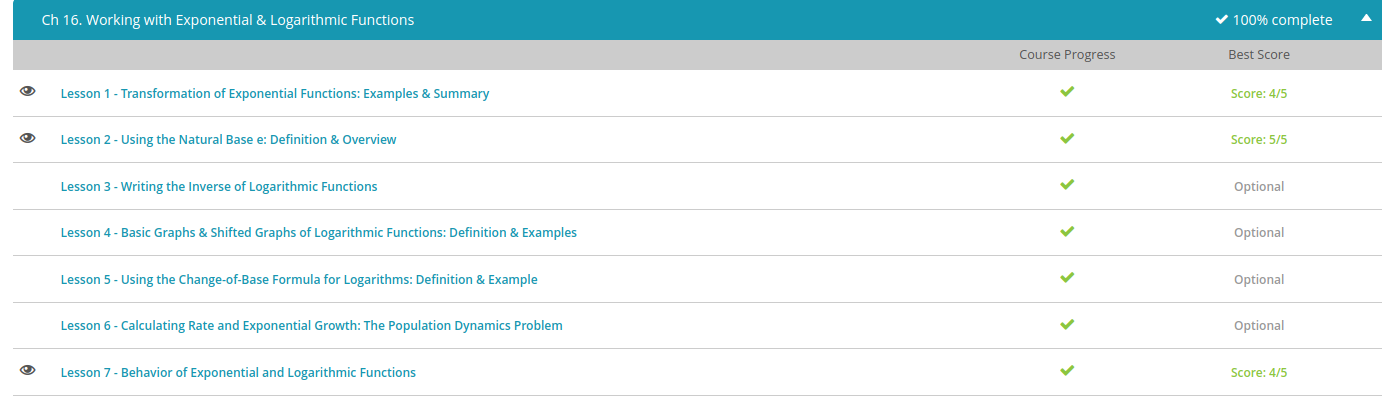 Ch 16. Working with Exponential & Logarithmic Functions 100% complete
Course Progress Best Score
Lesson 1 - Transformation of Exponential Functions: Examples & Summary Score: 4/5
Lesson 2 - Using the Natural Base e: Definition & Overview Score: 5/5
Lesson 3 - Writing the Inverse of Logarithmic Functions Optional
Lesson 4 - Basic Graphs & Shifted Graphs of Logarithmic Functions: Definition & Examples Optional
Lesson 5 - Using the Change-of-Base Formula for Logarithms: Definition & Example Optional
Lesson 6 - Calculating Rate and Exponential Growth: The Population Dynamics Problem Optional
Lesson 7 - Behavior of Exponential and Logarithmic Functions Score: 4/5